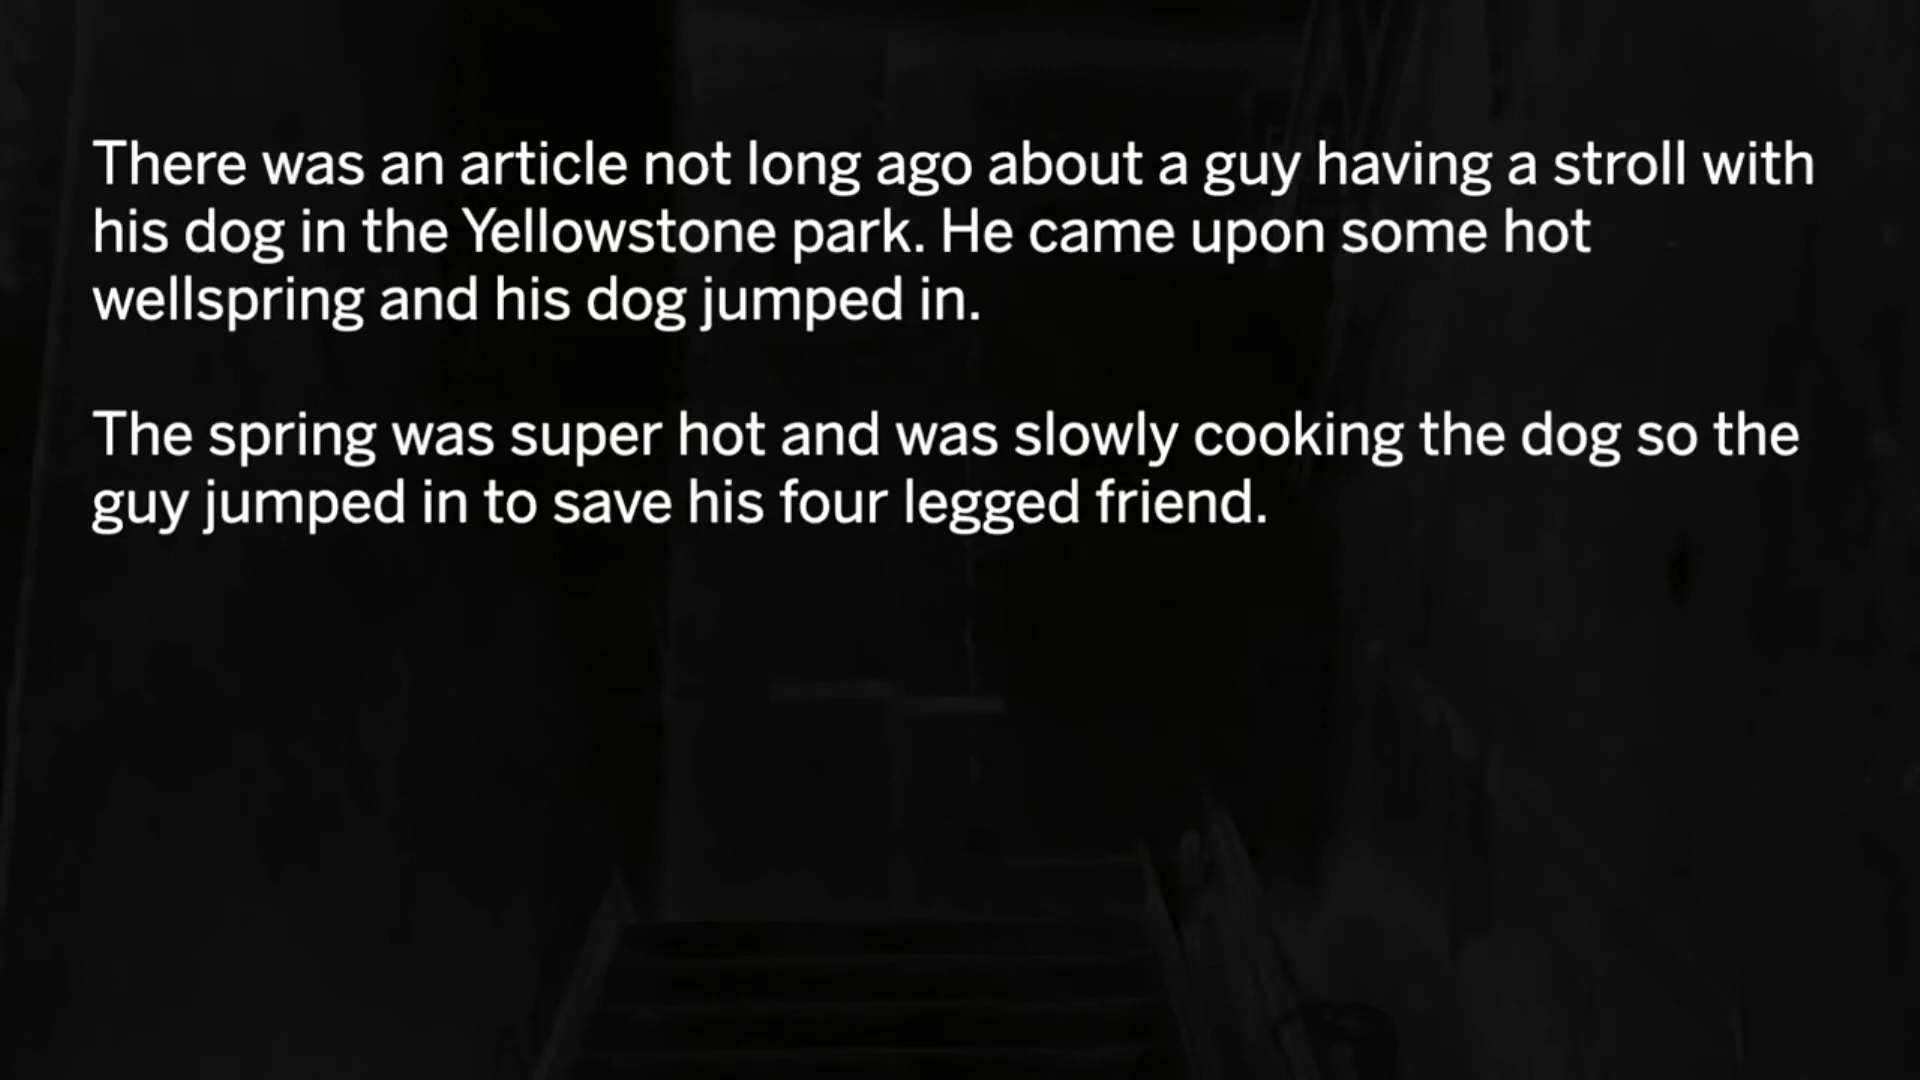 There was an article not long ago about a guy having a stroll with
his dog in the Yellowstone park. He came upon some hot
wellspring and his dog jumped in.
The spring was super hot and was slowly cooking the dog so the
guy jumped in to save his four legged friend.